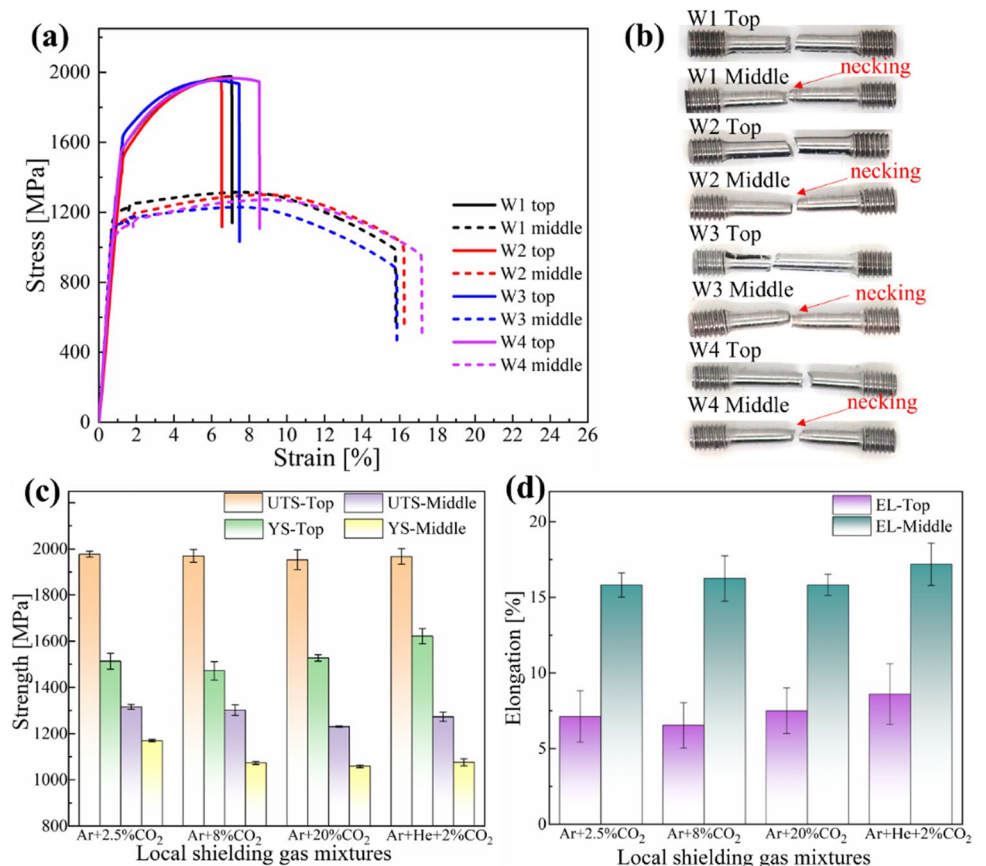 (a)
Stress [MPa]
2000
1600
1200
800
400
0
W1 top
W1 middle
W2 top
W2 middle
W3 top
W3 middle
W4 top
W4 middle
0 2 4 6 8 10 12 14 16 18 20 22 24 26
Strain [%]
(b)
W1 Top
W1 Middle
necking
W2 Top
W2 Middle
necking
W3 Top
W3 Middle
necking
W4 Top
W4 Middle
necking
(c)
UTS-Top
UTS-Middle
YS-Top
YS-Middle
Strength [MPa]
2200
2000
1800
1600
1400
1200
1000
800
Ar+2.5%CO₂ Ar+8%CO₂ Ar+20%CO₂ Ar+He+2%CO₂
Local shielding gas mixtures
(d)
EL-Top
EL-Middle
Elongation [%]
20
15
10
5
0
Ar+2.5%CO₂ Ar+8%CO₂ Ar+20%CO₂ Ar+He+2%CO₂
Local shielding gas mixtures